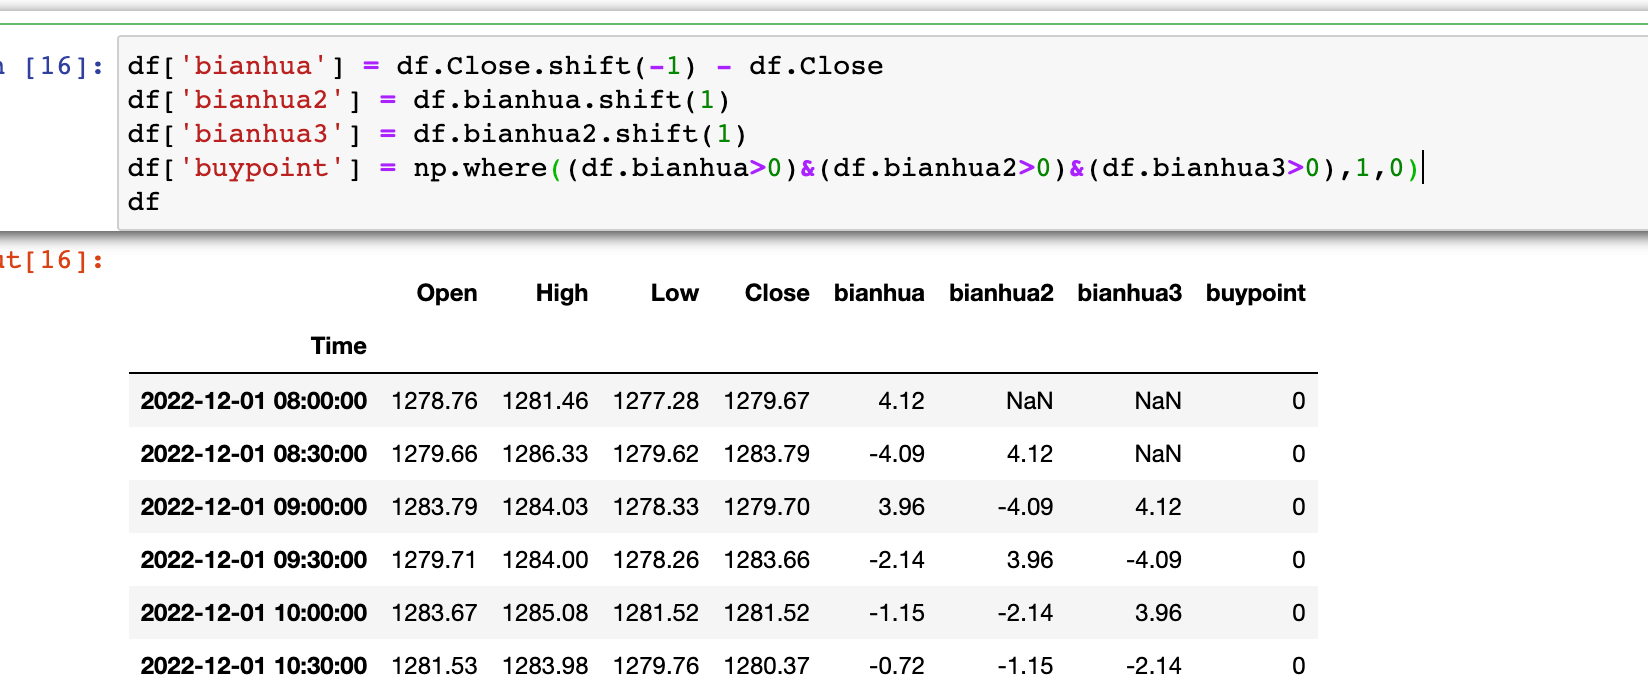 n [16]: df['bianhua'] = df.Close.shift(-1) - df.Close
df['bianhua2'] = df.bianhua.shift(1)
df['bianhua3'] = df.bianhua2.shift(1)
df['buypoint'] = np.where((df.bianhua>0)&(df.bianhua2>0)&(df.bianhua3>0),1,0)
df
ut[16]:
Open High Low Close bianhua bianhua2 bianhua3 buypoint
Time
2022-12-01 08:00:00 1278.76 1281.46 1277.28 1279.67 4.12 NaN NaN 0
2022-12-01 08:30:00 1279.66 1286.33 1279.62 1283.79 -4.09 4.12 NaN 0
2022-12-01 09:00:00 1283.79 1284.03 1278.33 1279.70 3.96 -4.09 4.12 0
2022-12-01 09:30:00 1279.71 1284.00 1278.26 1283.66 -2.14 3.96 -4.09 0
2022-12-01 10:00:00 1283.67 1285.08 1281.52 1281.52 -1.15 -2.14 3.96 0
2022-12-01 10:30:00 1281.53 1283.98 1279.76 1280.37 -0.72 -1.15 -2.14 0